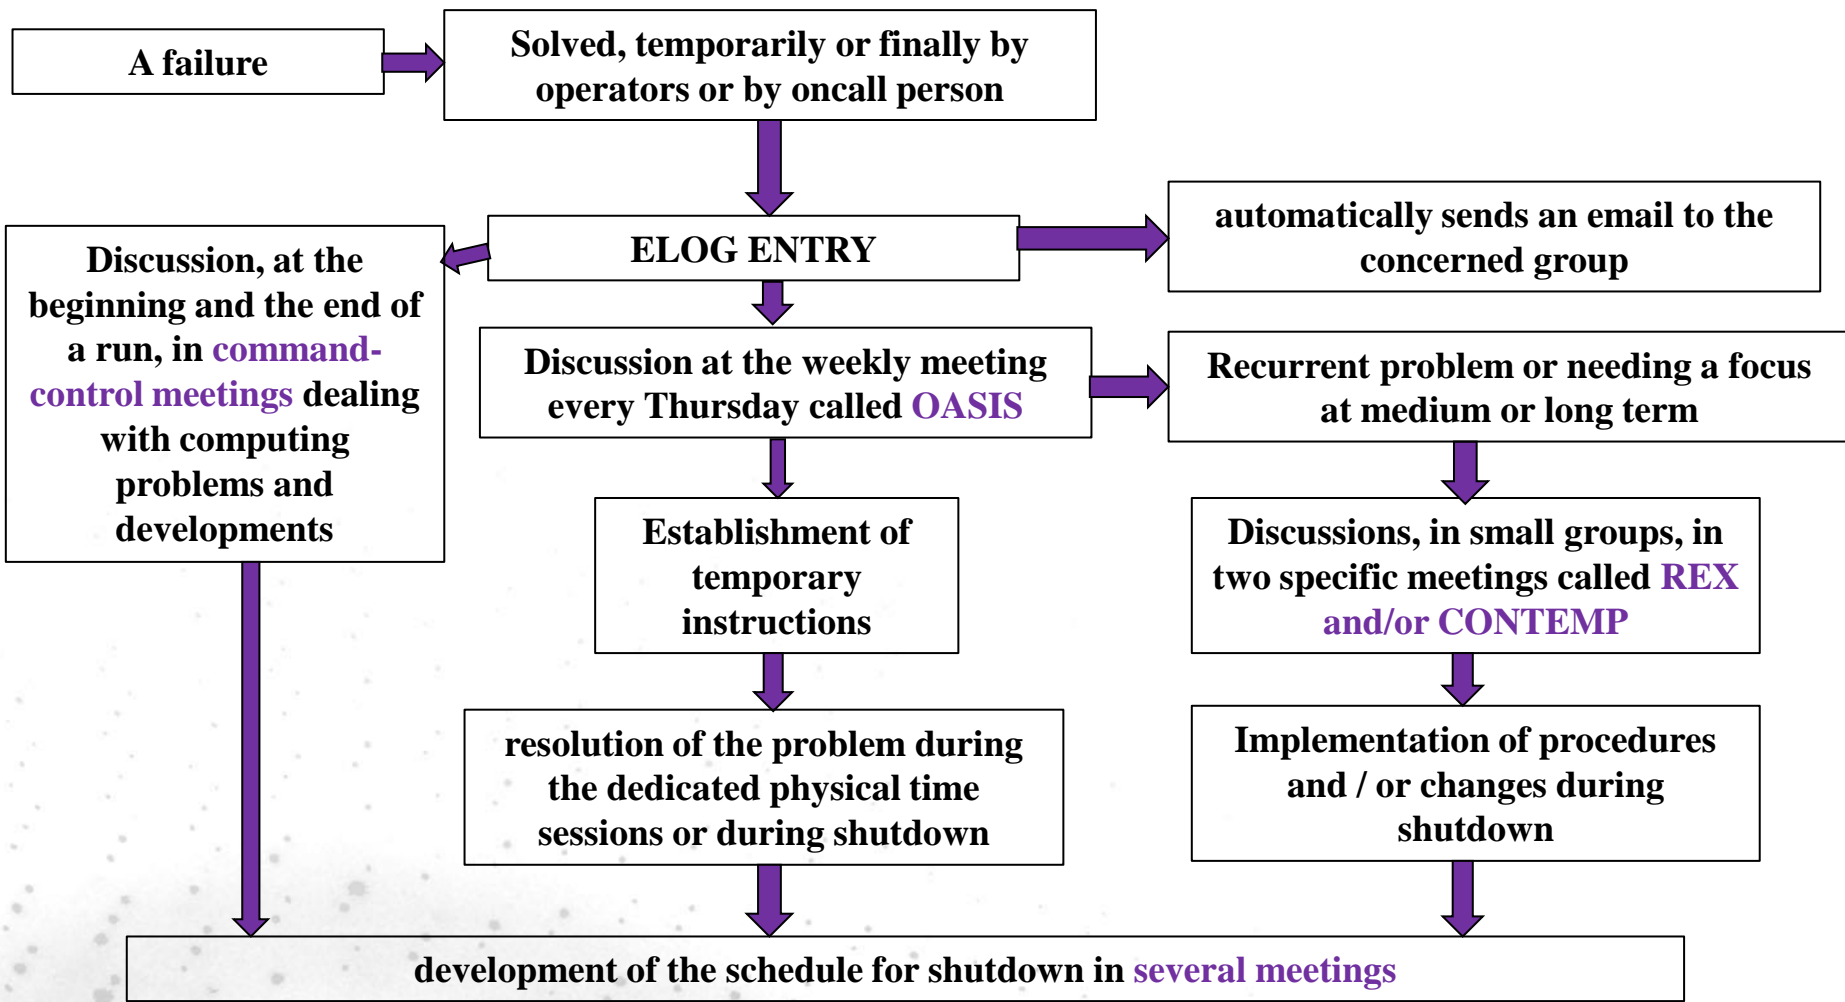 A failure
Solved, temporarily or finally by
operators or by oncall person
ELOG ENTRY
automatically sends an email to the
concerned group
Discussion, at the
beginning and the end of
a run, in command-
control meetings dealing
with computing
problems and
developments
Discussion at the weekly meeting
every Thursday called OASIS
Recurrent problem or needing a focus
at medium or long term
Establishment of
temporary
instructions
Discussions, in small groups, in
two specific meetings called REX
and/or CONTEMP
resolution of the problem during
the dedicated physical time
sessions or during shutdown
Implementation of procedures
and / or changes during
shutdown
development of the schedule for shutdown in several meetings